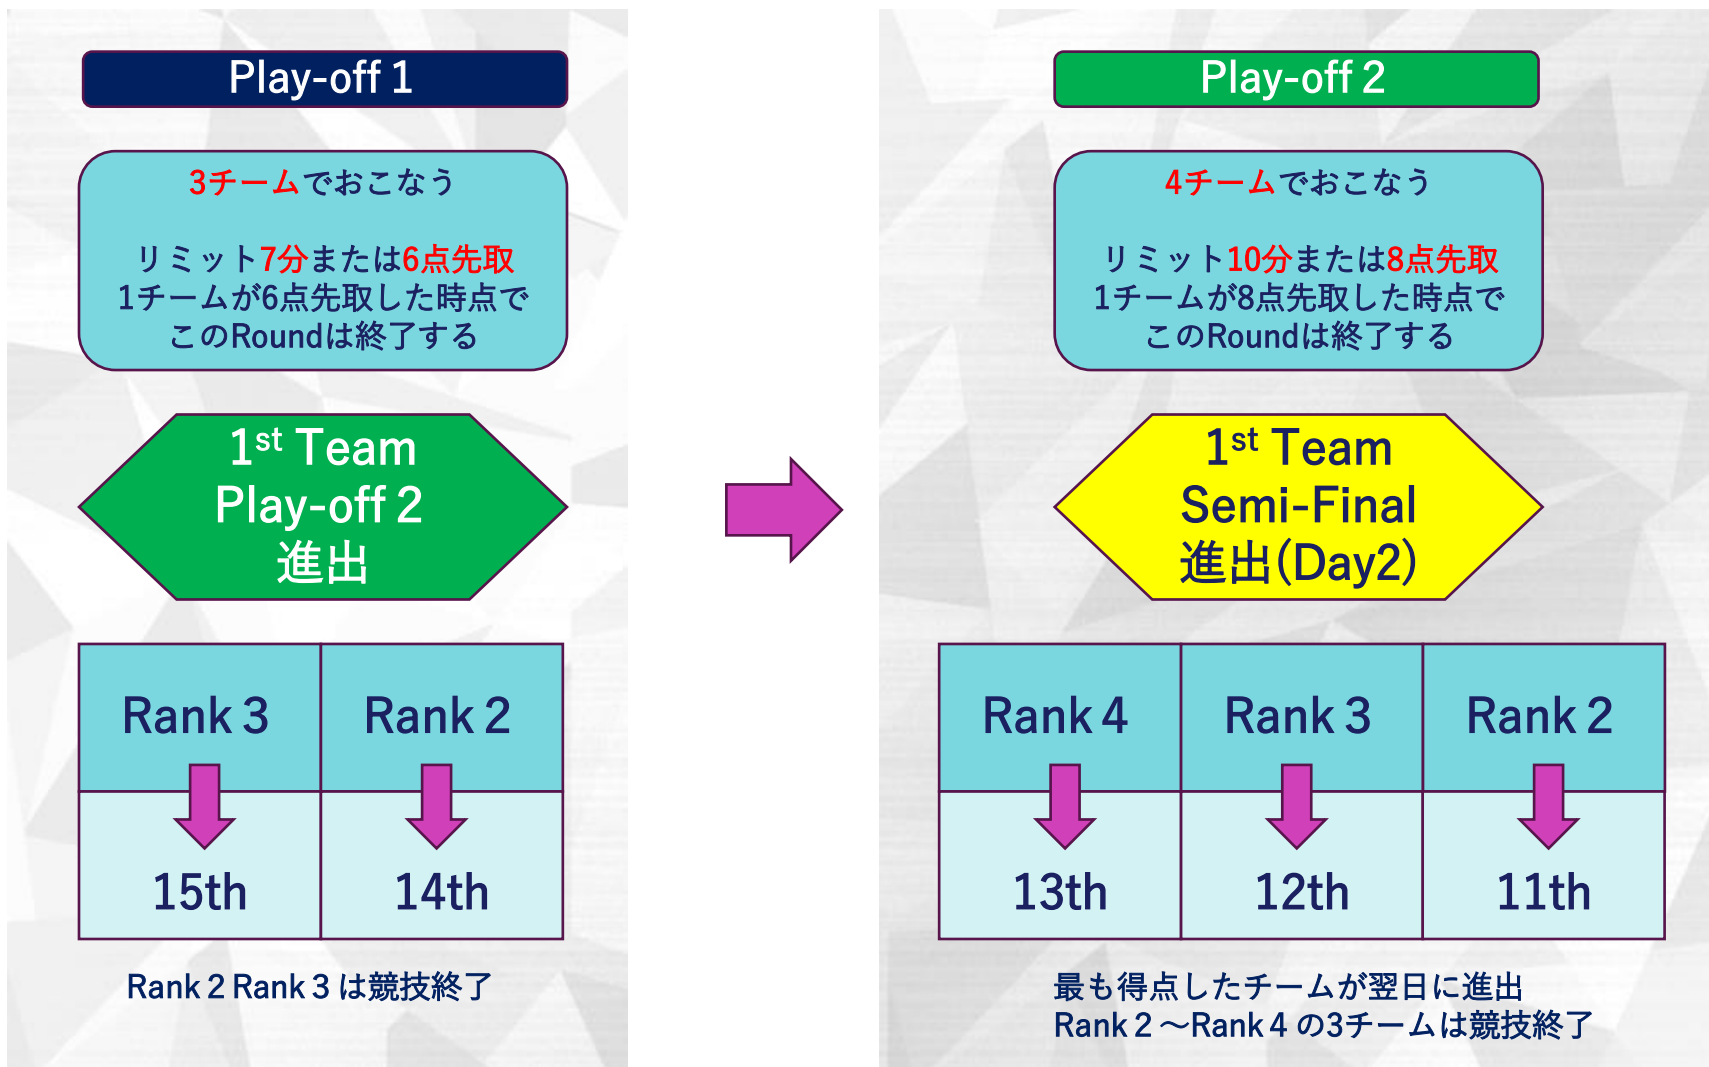 Play-off 1
3チームでおこなう
リミット7分または6点先取
1チームが6点先取した時点で
このRoundは終了する
1st Team
Play-off 2
進出
Rank 3
Rank 2
15th
14th
Rank 2 Rank 3 は競技終了
Play-off 2
4チームでおこなう
リミット10分または8点先取
1チームが8点先取した時点で
このRoundは終了する
1st Team
Semi-Final
進出(Day2)
Rank 4
Rank 3
Rank 2
13th
12th
11th
最も得点したチームが翌日に進出
Rank 2 ～Rank 4 の3チームは競技終了